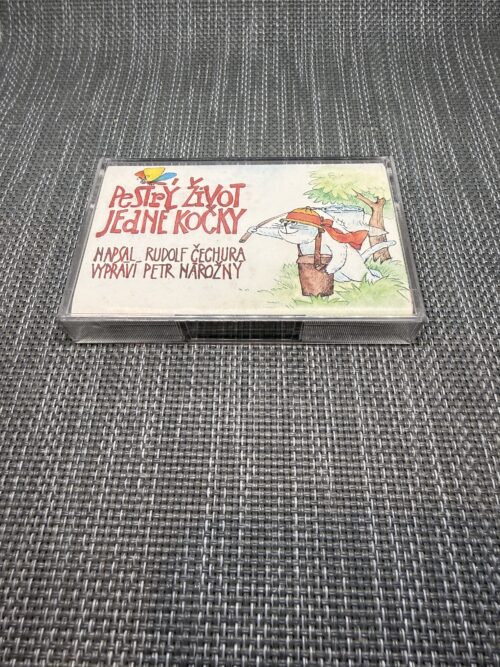 PESTRÝ ŽIVOT
JEDNÉ KOČKY
NAPSAL RUDOLF ČECHURA
VYPRÁVÍ PETR NÁROŽNÝ